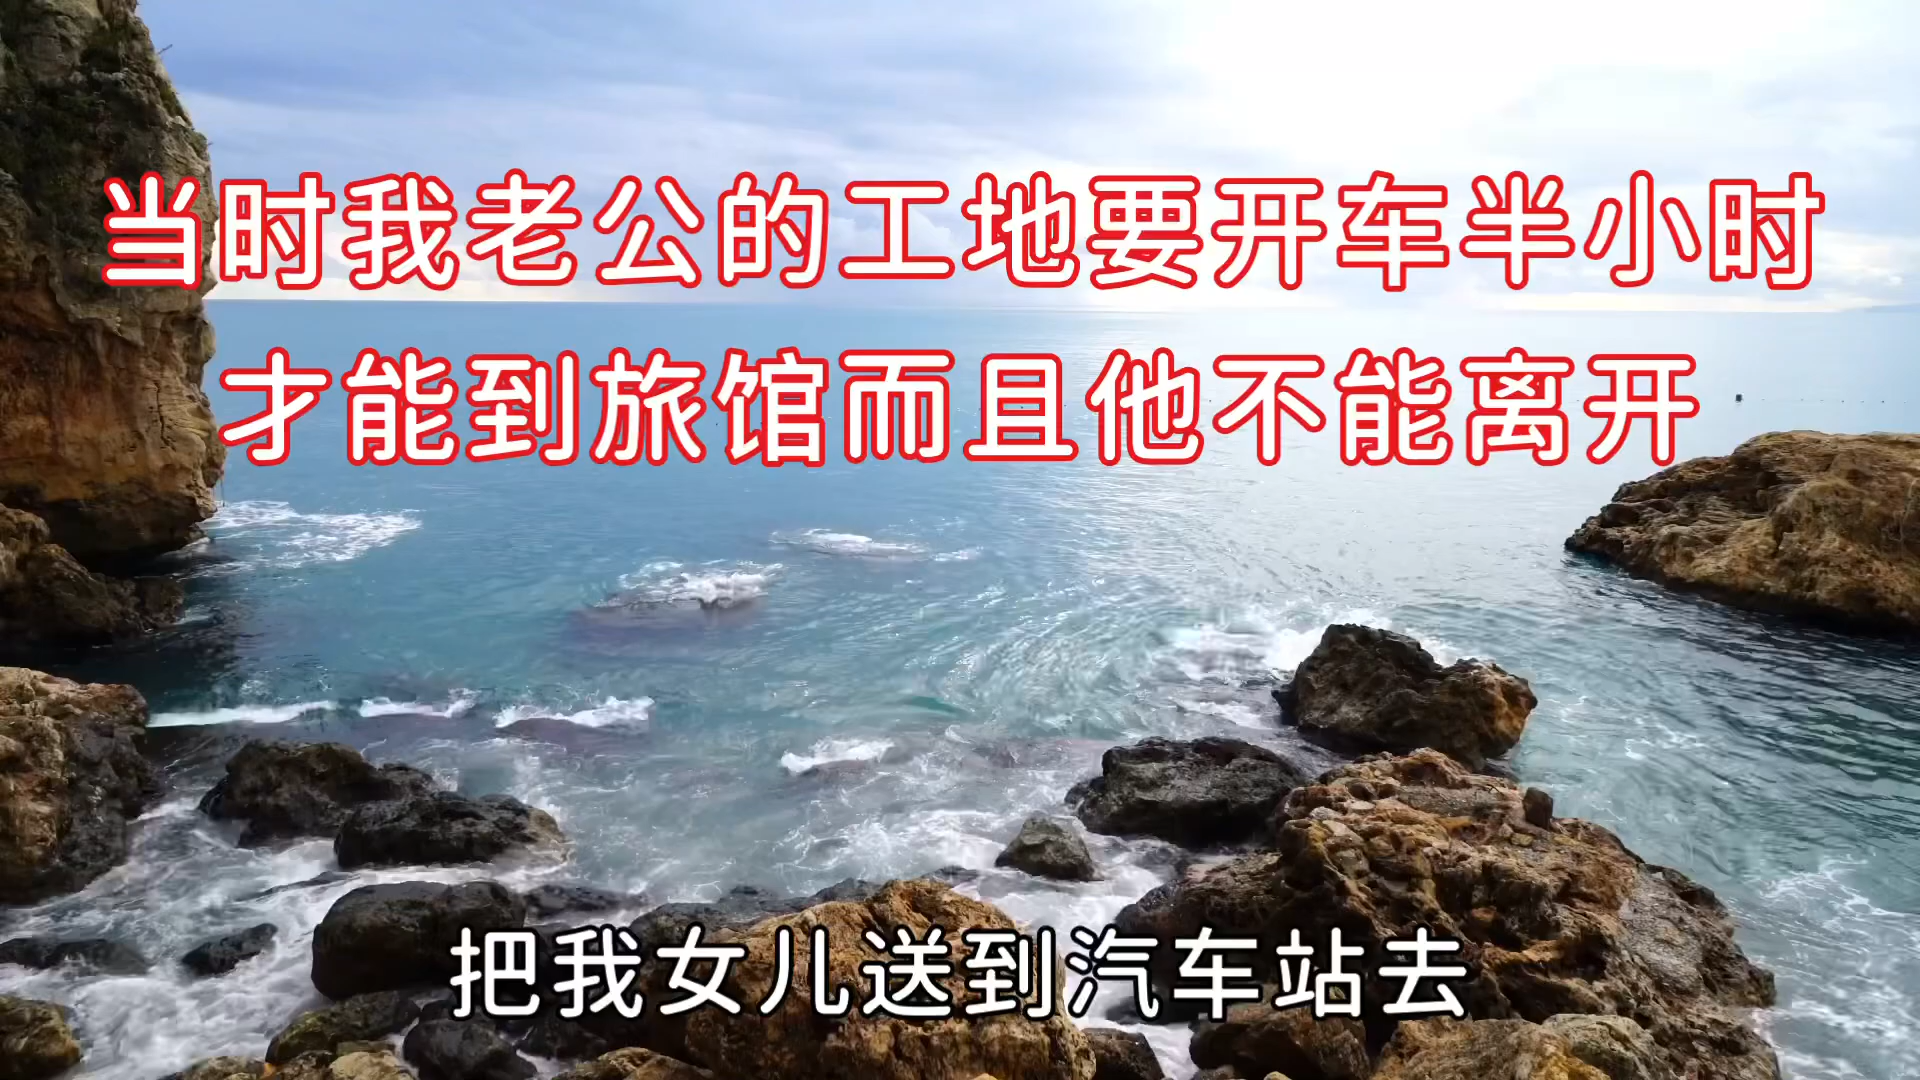 当时我老公的工地要开车半小时
才能到旅馆而且他不能离开
把我女儿送到汽车站去